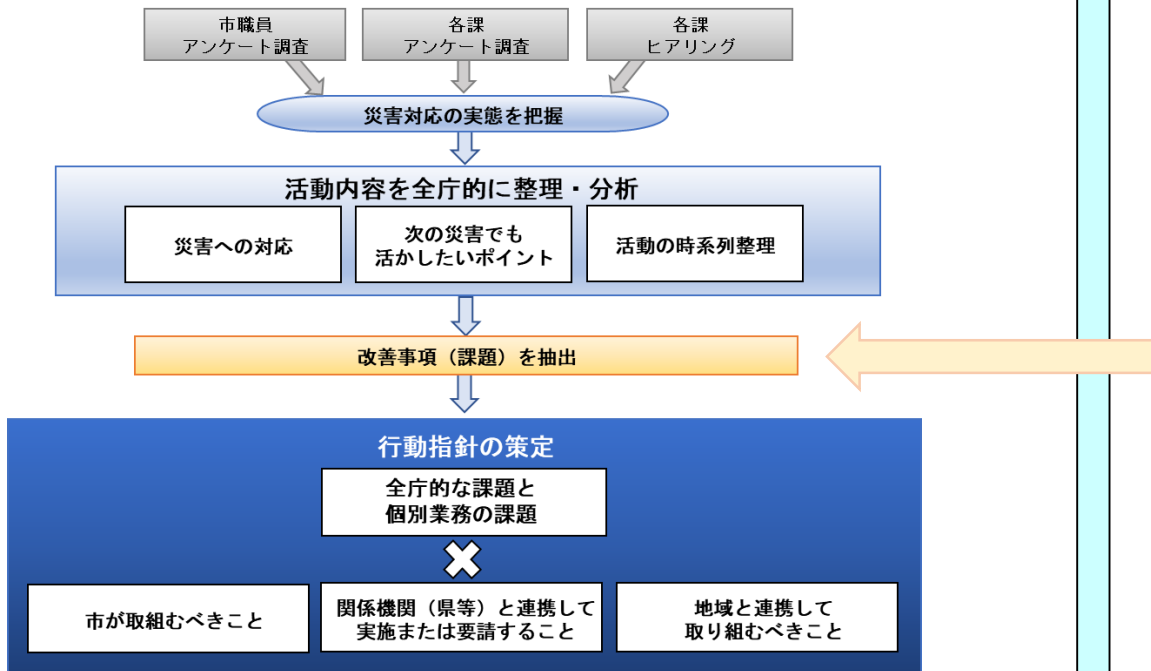 市職員
アンケート調査
各課
アンケート調査
各課
ヒアリング
災害対応の実態を把握
活動内容を全庁的に整理・分析
災害への対応
次の災害でも
活かしたいポイント
活動の時系列整理
改善事項（課題）を抽出
行動指針の策定
全庁的な課題と
個別業務の課題
市が取組むべきこと
関係機関（県等）と連携して
実施または要請すること
地域と連携して
取り組むべきこと